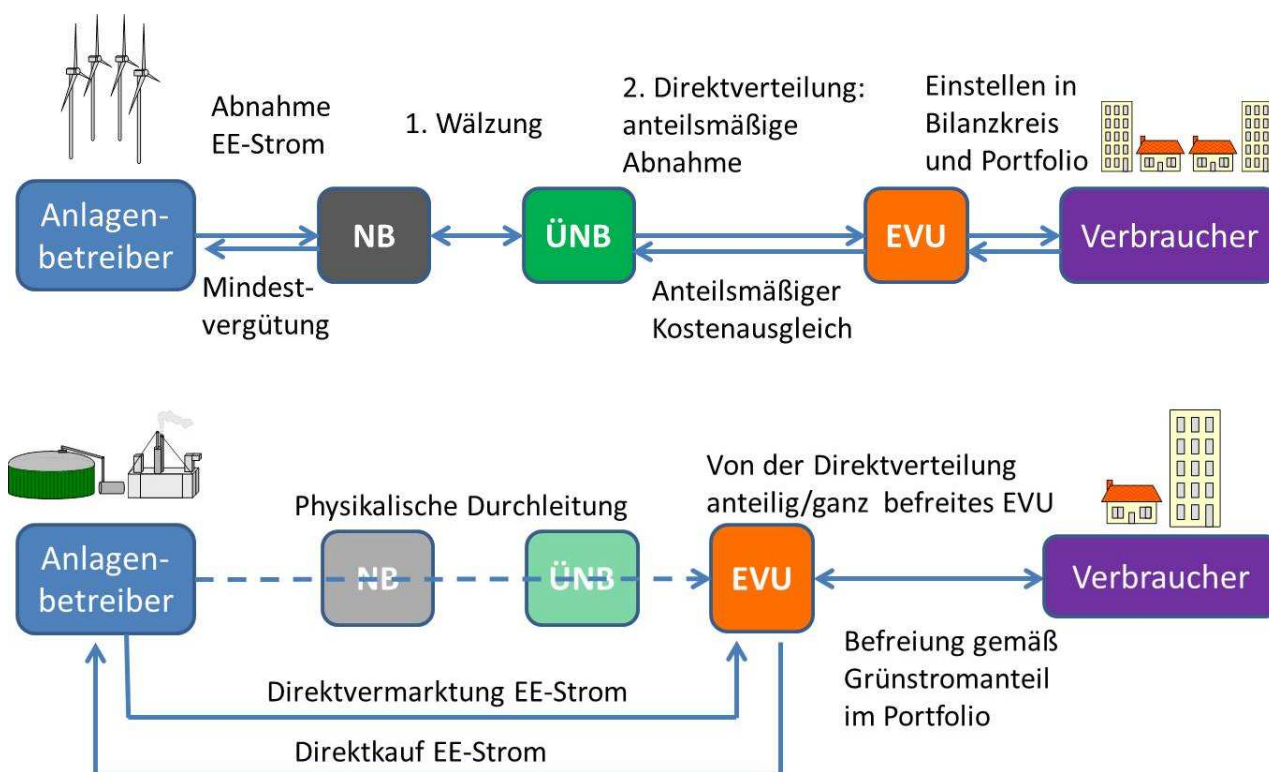 Abnahme
EE-Strom
1. Wälzung
2. Direktverteilung:
anteilsmäßige
Abnahme
Einstellen in
Bilanzkreis
und Portfolio
Anlagen-
betreiber
NB
ÜNB
EVU
Verbraucher
Mindest-
vergütung
Anteilsmäßiger
Kostenausgleich
Von der Direktverteilung
anteilig/ganz befreites EVU
Physikalische Durchleitung
Anlagen-
betreiber
NB
ÜNB
EVU
Verbraucher
Befreiung gemäß
Grünstromanteil
im Portfolio
Direktvermarktung EE-Strom
Direktkauf EE-Strom